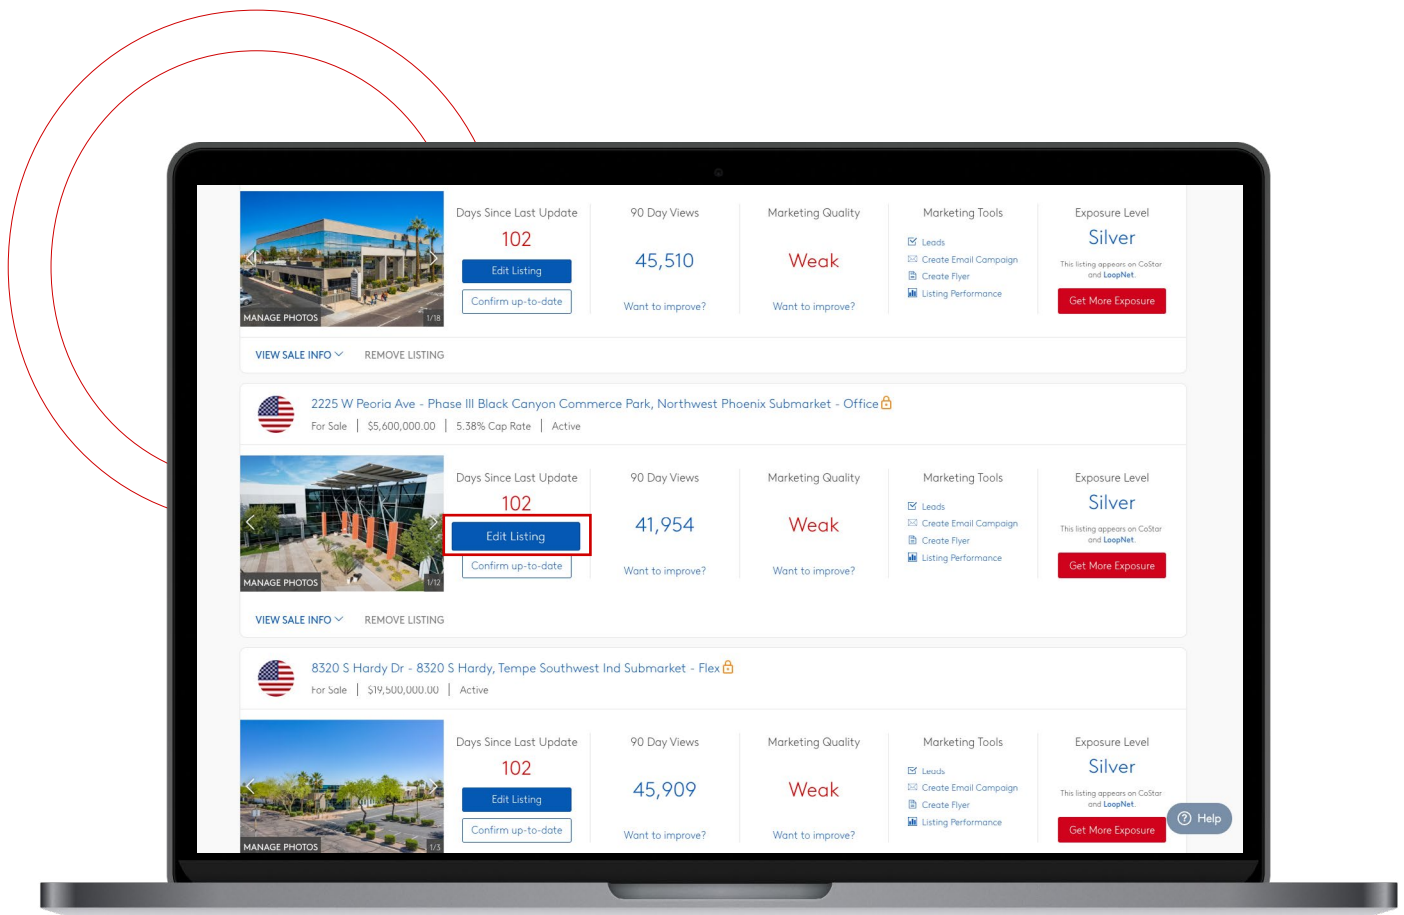 Days Since Last Update
102
Edit Listing
Confirm up-to-date
90 Day Views
45,510
Want to improve?
Marketing Quality
Weak
Want to improve?
Marketing Tools
Leads
Create Email Campaign
Create Flyer
Listing Performance
Exposure Level
Silver
This listing appears on CoStar
and LoopNet.
Get More Exposure
MANAGE PHOTOS
1/18
VIEW SALE INFO
REMOVE LISTING
2225 W Peoria Ave - Phase III Black Canyon Commerce Park, Northwest Phoenix Submarket - Office
For Sale | $5,600,000.00 | 5.38% Cap Rate | Active
Days Since Last Update
102
Edit Listing
Confirm up-to-date
90 Day Views
41,954
Want to improve?
Marketing Quality
Weak
Want to improve?
Marketing Tools
Leads
Create Email Campaign
Create Flyer
Listing Performance
Exposure Level
Silver
This listing appears on CoStar
and LoopNet.
Get More Exposure
MANAGE PHOTOS
1/12
VIEW SALE INFO
REMOVE LISTING
8320 S Hardy Dr - 8320 S Hardy, Tempe Southwest Ind Submarket - Flex
For Sale | $19,500,000.00 | Active
Days Since Last Update
102
Edit Listing
Confirm up-to-date
90 Day Views
45,909
Want to improve?
Marketing Quality
Weak
Want to improve?
Marketing Tools
Leads
Create Email Campaign
Create Flyer
Listing Performance
Exposure Level
Silver
This listing appears on CoStar
and LoopNet.
Get More Exposure
MANAGE PHOTOS
1/3
Help